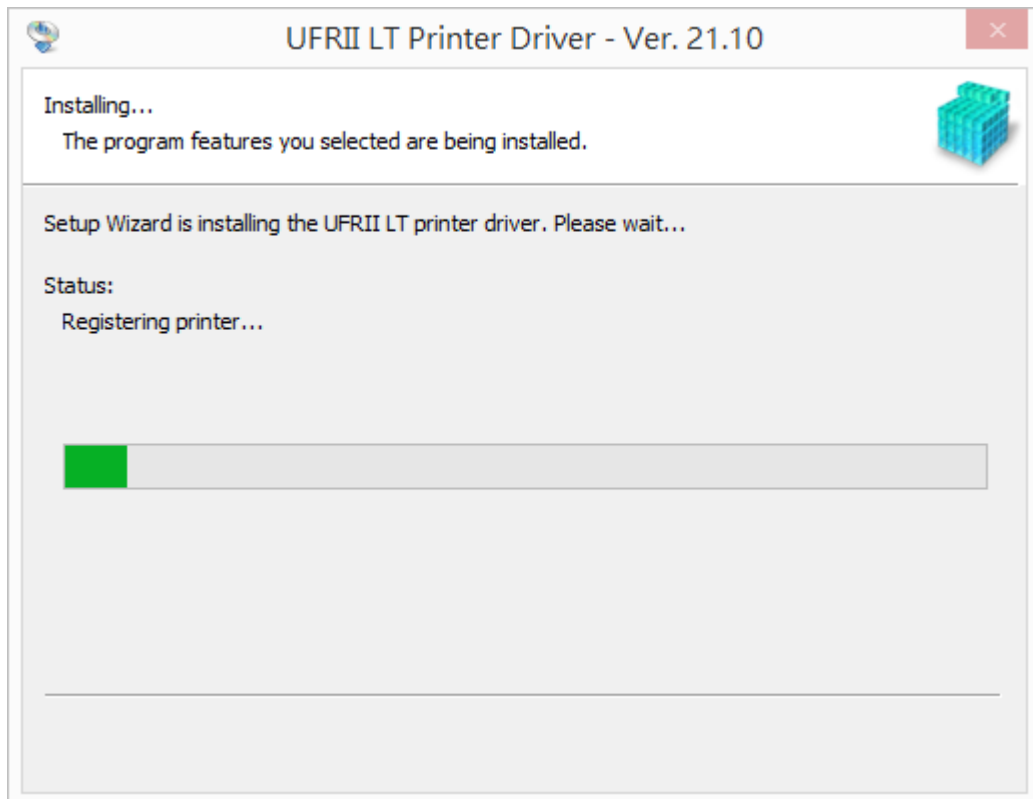 UFRII LT Printer Driver - Ver. 21.10
Installing...
The program features you selected are being installed.
Setup Wizard is installing the UFRII LT printer driver. Please wait...
Status:
Registering printer...